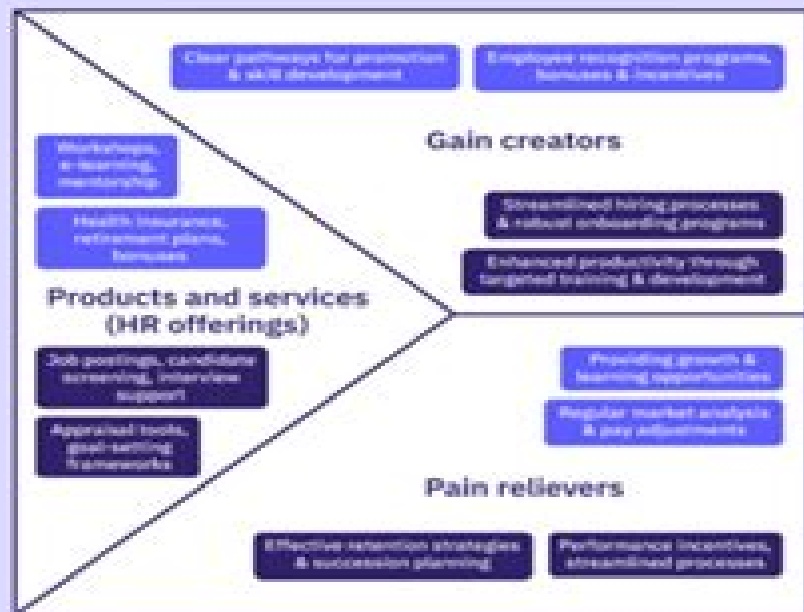 Clear pathways for promotion
& skill development
Employee recognition programs,
bonuses & incentives
Gain creators
Workshops,
e-learning,
mentorship
Health insurance,
retirement plans,
bonuses
Streamlined hiring processes
& robust onboarding programs
Enhanced productivity through
targeted training & development
Products and services
(HR offerings)
Job postings, candidate
screening, interview
support
Appraisal tools,
goal-setting
frameworks
Providing growth &
learning opportunities
Regular market analysis
& pay adjustments
Pain relievers
Effective retention strategies
& succession planning
Performance incentives,
streamlined processes